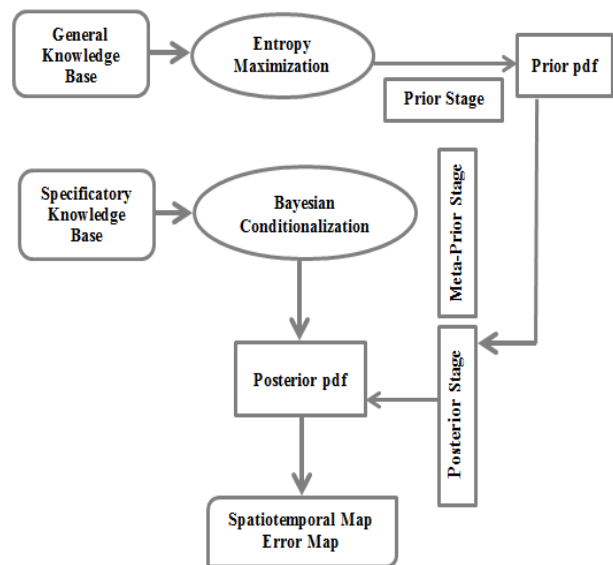 General
Knowledge
Base
Entropy
Maximization
Prior pdf
Prior Stage
Specificatory
Knowledge
Base
Bayesian
Conditionalization
Meta-Prior Stage
Posterior pdf
Posterior Stage
Spatiotemporal Map
Error Map